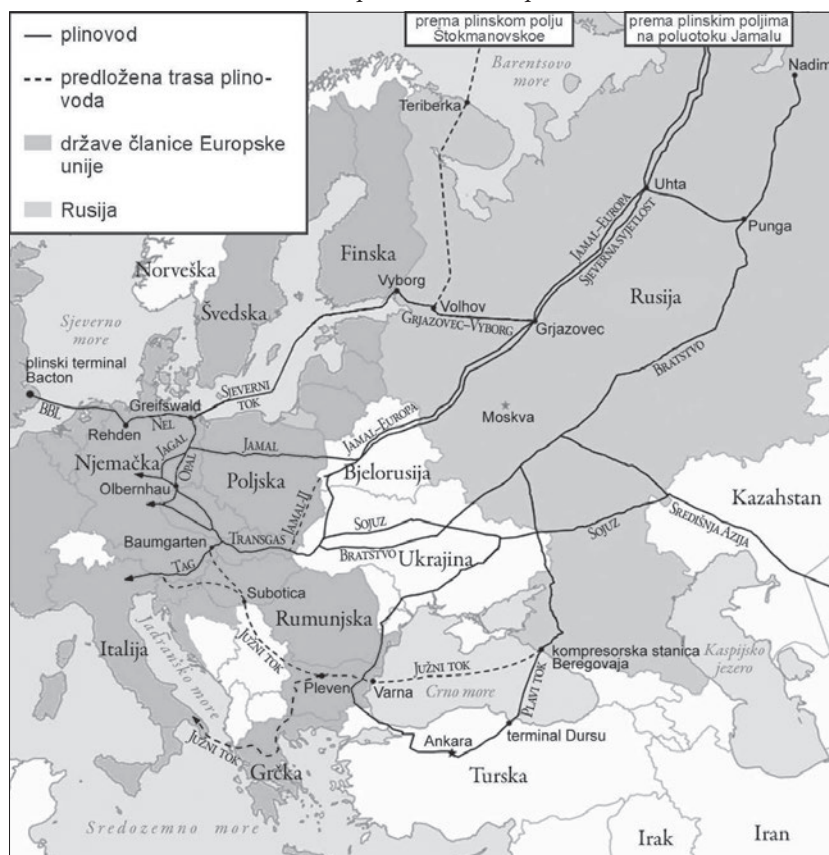 prema plinskom polju
Štokmanovskoe
prema plinskim poljima
na poluotoku Jamalu
plinovod
predložena trasa plino-
voda
države članice Europske
unije
Rusija
Barentsovo
more
Nadim
Teriberka
Uhta
Punga
JAMAL–EUROPA
SJEVERNA SVJETLOST
Finska
Norveška
Švedska
Vyborg
Volhov
GRJAZOVEC–VYBORG
Grjazovec
Rusija
BRATSTVO
Sjeverno
more
plinski terminal
Bacton
BBL
Greifswald
SJEVERNI
TOK
NEL
Rehden
Moskva
JAGAL
OPAL
JAMAL
JAMAL–EUROPA
Njemačka
Poljska
Bjelorusija
Olbernhau
JAMAL-II
Kazahstan
SREDIŠNJA AZIJA
SOJUZ
SOJUZ
Baumgarten
TRANSGAS
BRATSTVO
Ukrajina
TAG
Subotica
Rumunjska
Italija
Jadransko more
JUŽNI TOK
Pleven
Varna
JUŽNI TOK
Crno more
kompresorska stanica
Beregovaja
Kaspijsko
jezero
PLAVI TOK
JUŽNI TOK
Grčka
Ankara
terminal Dursu
Turska
Sredozemno more
Irak
Iran